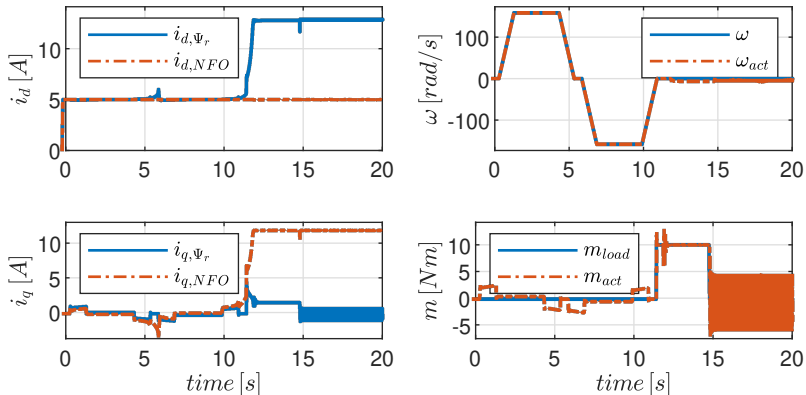 i_d [A]
10
5
0
i_{d,Ψ_r}
i_{d,NFO}
0 5 10 15 20
ω [rad/s]
100
0
-100
ω
ω_{act}
0 5 10 15 20
i_q [A]
10
5
0
i_{q,Ψ_r}
i_{q,NFO}
0 5 10 15 20
time [s]
m [Nm]
10
5
0
-5
m_{load}
m_{act}
0 5 10 15 20
time [s]